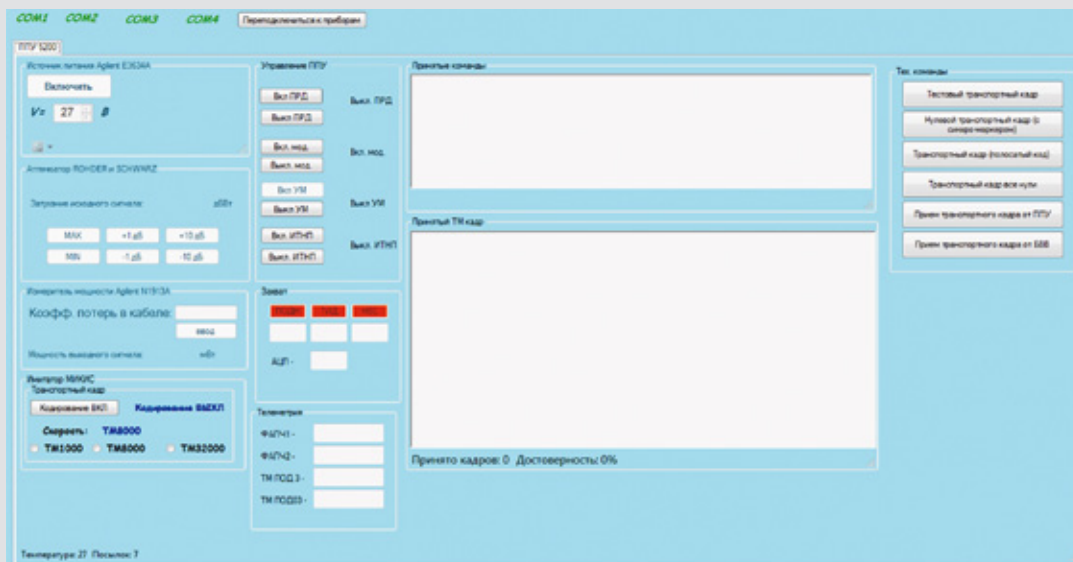 COM1 COM2 COM3 COM4 Переподключиться к приборам
ППУ 5200
Источник питания Agilent E3634A
Включить
V= 27 В
Аттенюатор ROHDER и SCHWARZ
Затухание исходного сигнала: дБВт
MAX +1 дБ +10 дБ
MIN -1 дБ -10 дБ
Измеритель мощности Agilent N1913A
Коэфф. потерь в кабеле:
ввод
Мощность выходного сигнала: мВт
Имитатор МИКИС
Транспортный кадр
Кодирование ВКЛ Кодирование
Скорость: ТМ8000
ТМ1000 ТМ8000 ТМ32000
Температура: 27 Посылок: 7
Управление ППУ
Вкл ПРД
Выкл ПРД
Выкл. ПРД
Вкл. мод.
Выкл. мод.
Вкл. мод.
Вкл УМ
Выкл УМ
Выкл УМ
Вкл. ИТНП
Выкл. ИТНП
Выкл. ИТНП
Захват
АЦП -
Телеметрия
ФАПЧ1 -
ФАПЧ2 -
ТМ ПОД 3 -
Принятые команды
Принятый ТМ кадр
Принято кадров: 0 Достоверность: 0%
Тех. команды
Тестовый транспортный кадр
Нулевой транспортный кадр (с
синхро маркером)
Транспортный кадр (полосатый код)
Транспортный кадр все нули
Прием транспортного кадра от ППУ
Прием транспортного кадра от БВВ